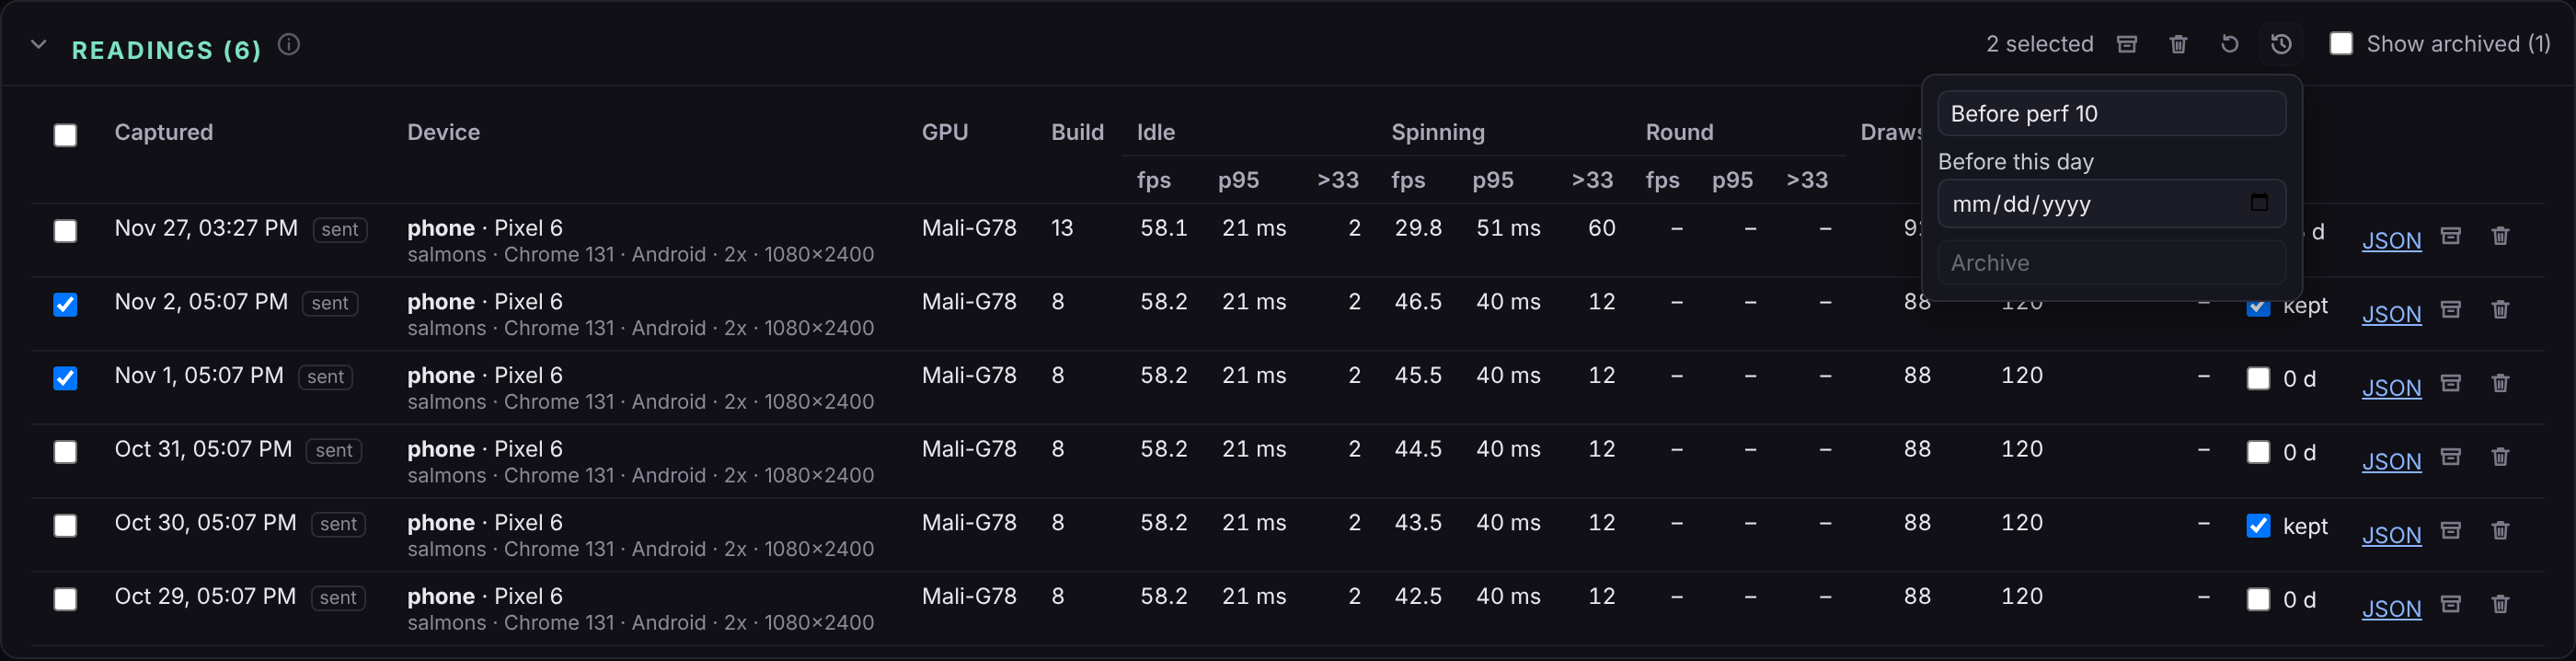 READINGS (6)
2 selected
Show archived (1)
Before perf 10
Before this day
mm/dd/yyyy
Archive
Captured Device GPU Build Idle Spinning Round
fps p95 >33 fps p95 >33 fps p95 >33
Nov 27, 03:27 PM sent phone · Pixel 6 Mali-G78 13 58.1 21 ms 2 29.8 51 ms 60 – – – d JSON
salmons · Chrome 131 · Android · 2x · 1080×2400
Nov 2, 05:07 PM sent phone · Pixel 6 Mali-G78 8 58.2 21 ms 2 46.5 40 ms 12 – – – 88 120 – kept JSON
salmons · Chrome 131 · Android · 2x · 1080×2400
Nov 1, 05:07 PM sent phone · Pixel 6 Mali-G78 8 58.2 21 ms 2 45.5 40 ms 12 – – – 88 120 – 0 d JSON
salmons · Chrome 131 · Android · 2x · 1080×2400
Oct 31, 05:07 PM sent phone · Pixel 6 Mali-G78 8 58.2 21 ms 2 44.5 40 ms 12 – – – 88 120 – 0 d JSON
salmons · Chrome 131 · Android · 2x · 1080×2400
Oct 30, 05:07 PM sent phone · Pixel 6 Mali-G78 8 58.2 21 ms 2 43.5 40 ms 12 – – – 88 120 – kept JSON
salmons · Chrome 131 · Android · 2x · 1080×2400
Oct 29, 05:07 PM sent phone · Pixel 6 Mali-G78 8 58.2 21 ms 2 42.5 40 ms 12 – – – 88 120 – 0 d JSON
salmons · Chrome 131 · Android · 2x · 1080×2400